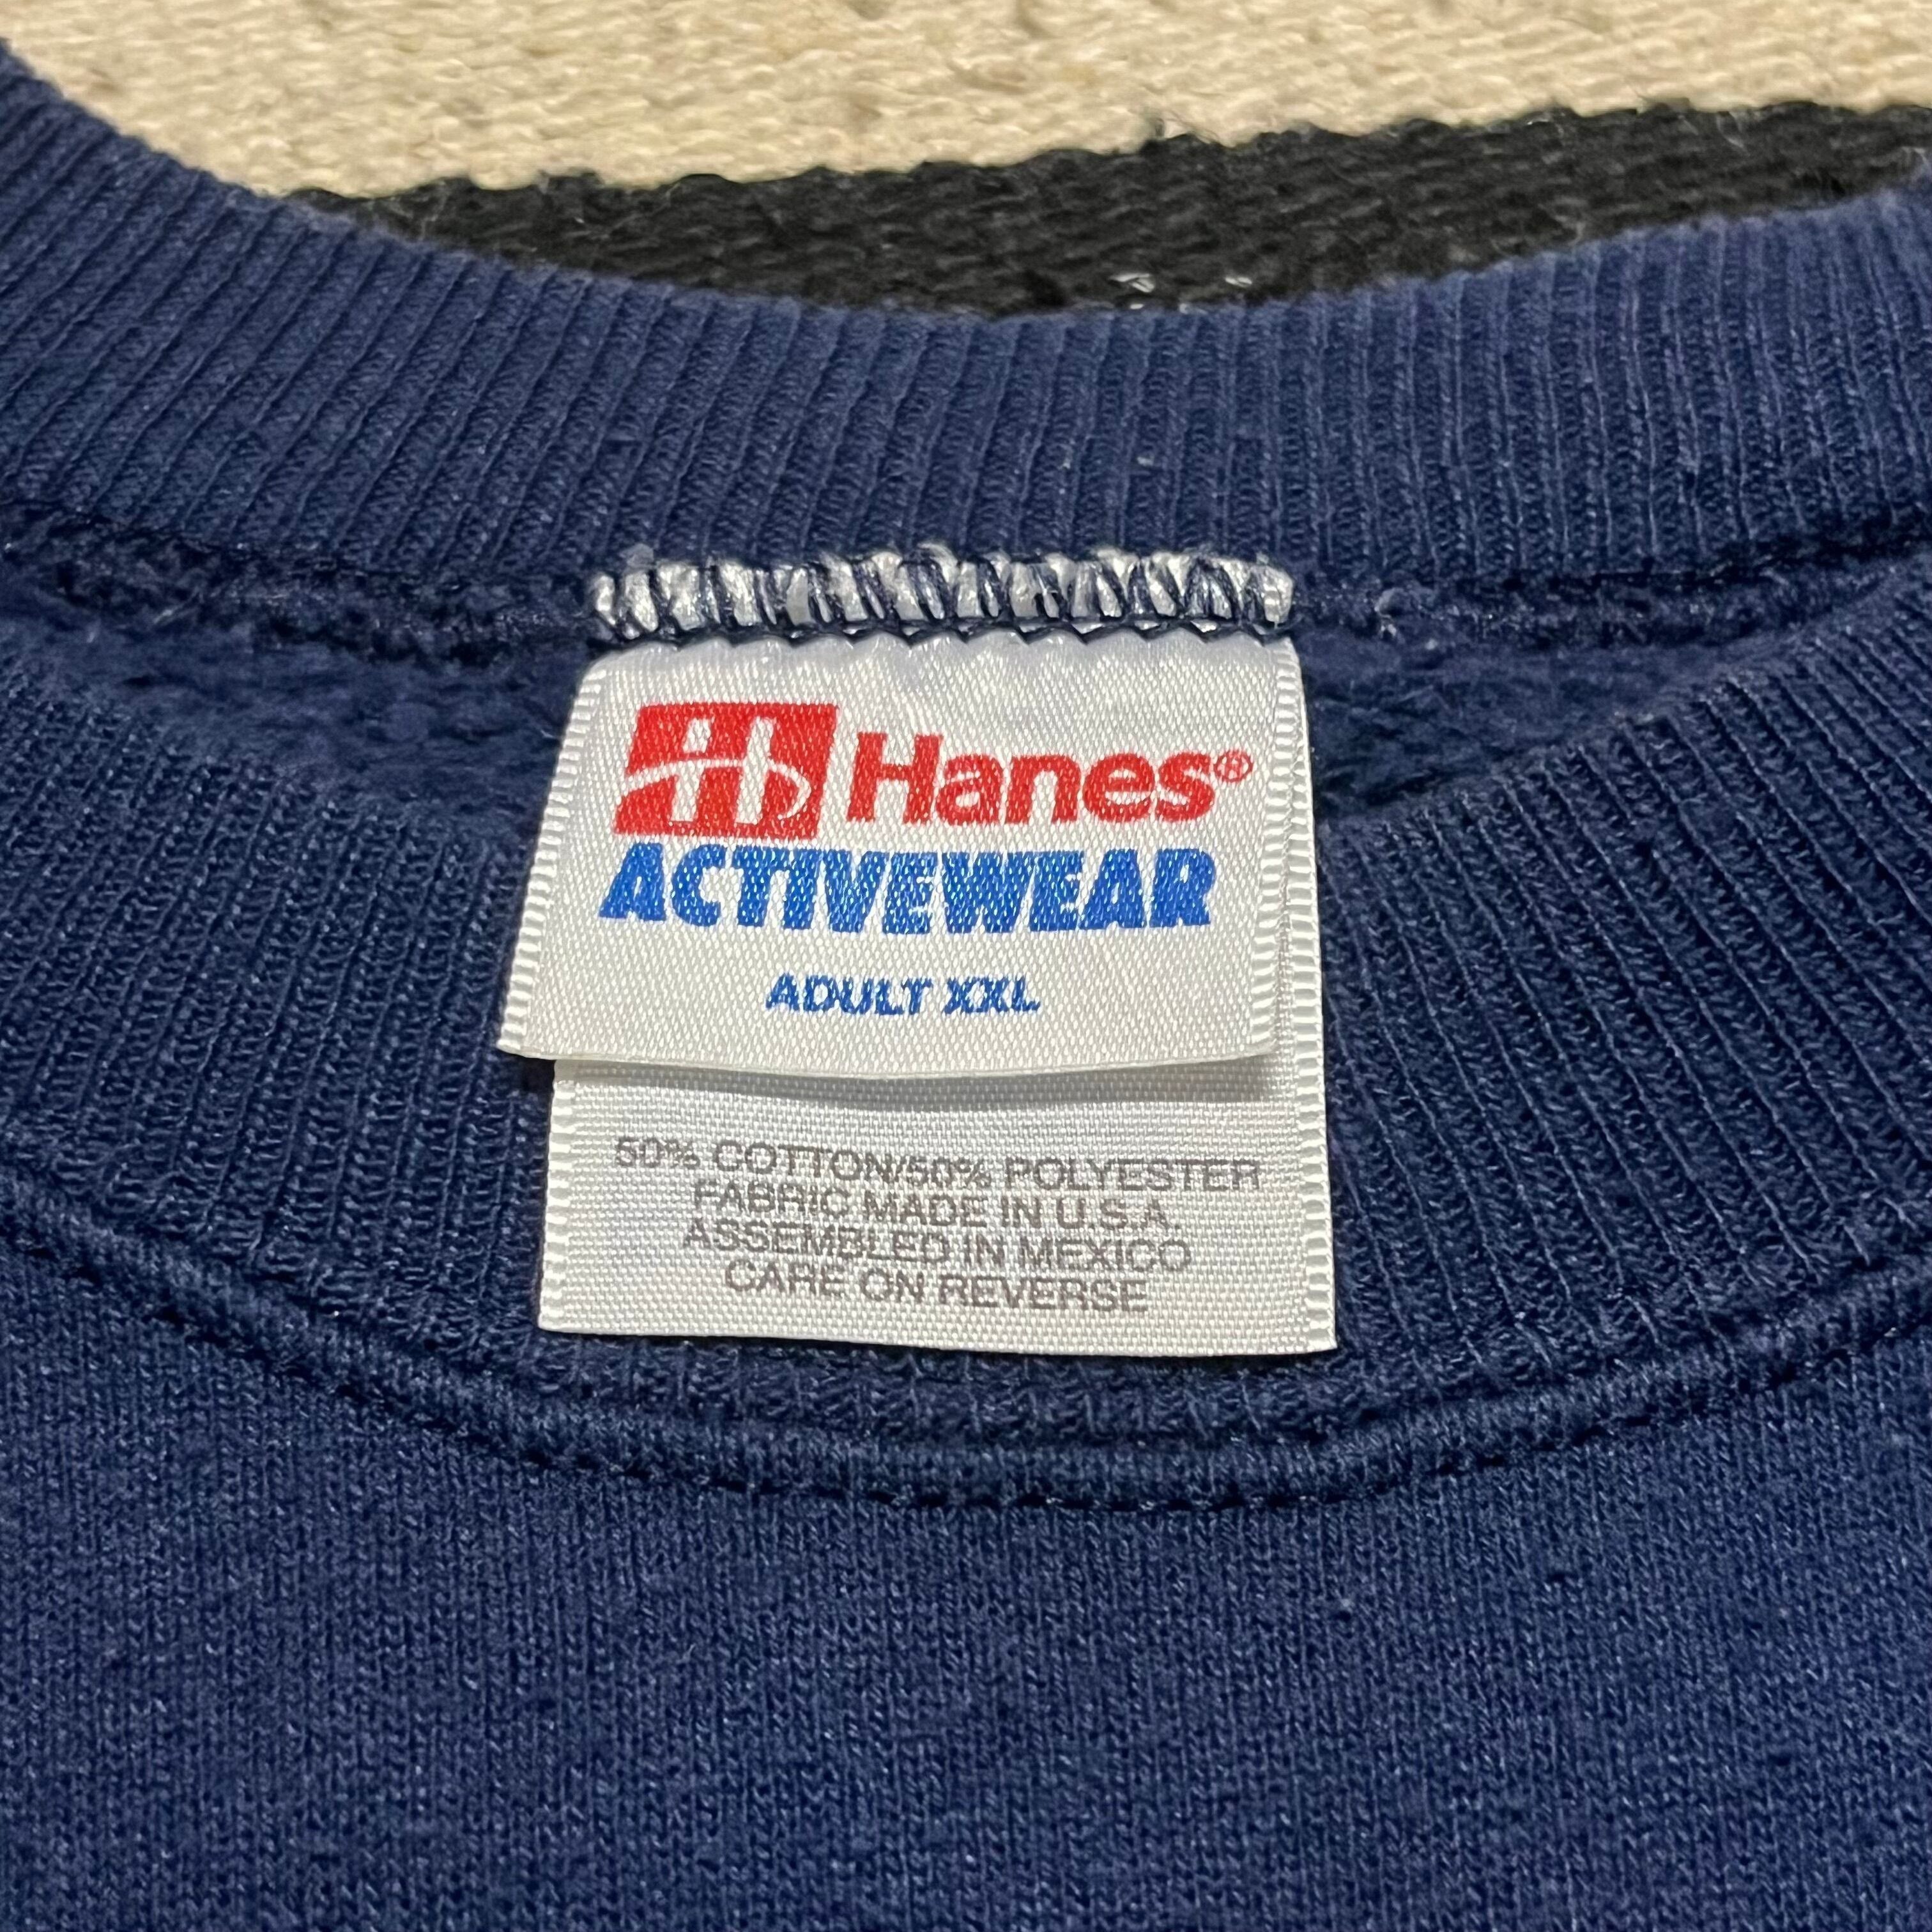 Hanes®
ACTIVEWEAR
ADULT XXL
50% COTTON/50% POLYESTER
FABRIC MADE IN U.S.A.
ASSEMBLED IN MEXICO
CARE ON REVERSE